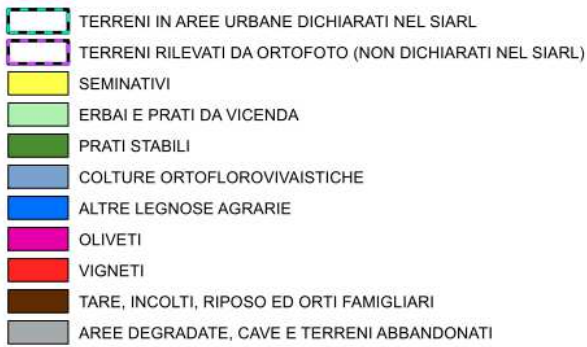 TERRENI IN AREE URBANE DICHIARATI NEL SIARL
TERRENI RILEVATI DA ORTOFOTO (NON DICHIARATI NEL SIARL)
SEMINATIVI
ERBAI E PRATI DA VICENDA
PRATI STABILI
COLTURE ORTOFLOROVIVAISTICHE
ALTRE LEGNOSE AGRARIE
OLIVETI
VIGNETI
TARE, INCOLTI, RIPOSO ED ORTI FAMIGLIARI
AREE DEGRADATE, CAVE E TERRENI ABBANDONATI